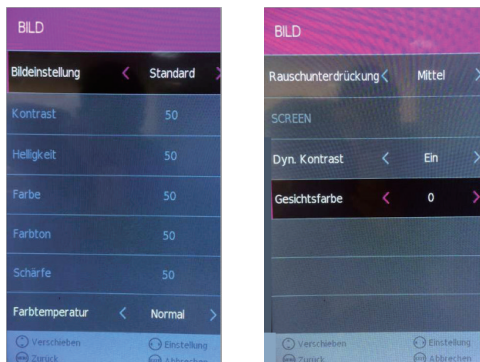 BILD
Bildeinstellung < Standard >
Kontrast 50
Helligkeit 50
Farbe 50
Farbton 50
Schärfe 50
Farbtemperatur < Normal >
Verschieben Einstellung
Zurück Abbrechen
BILD
Rauschunterdrückung < Mittel >
SCREEN
Dyn. Kontrast < Ein >
Gesichtsfarbe < 0 >
Verschieben Einstellung
Zurück Abbrechen